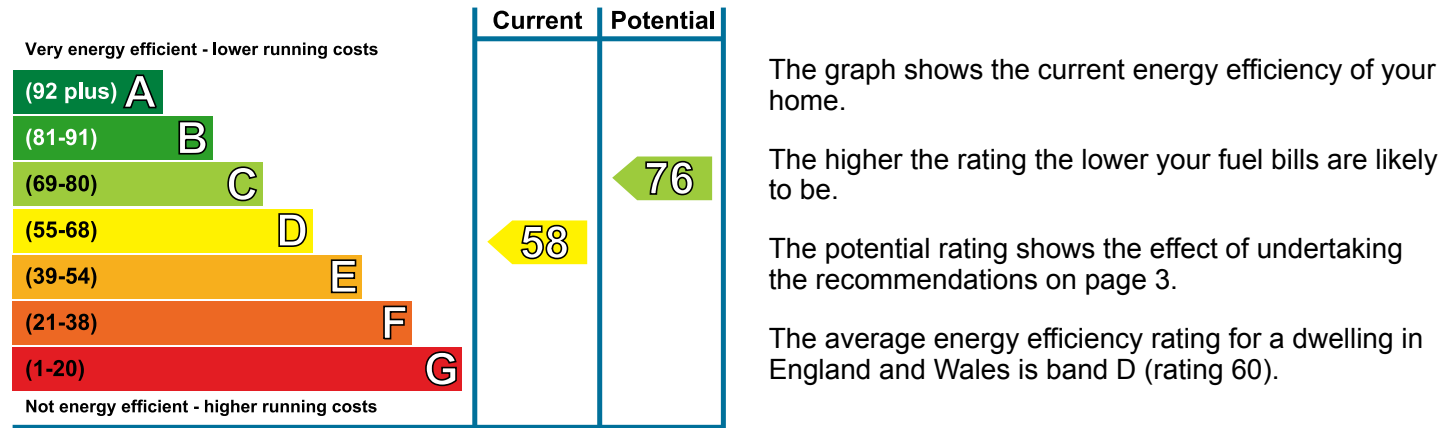 Current Potential
Very energy efficient - lower running costs
(92 plus) A
(81-91) B
(69-80) C
76
(55-68) D
58
(39-54) E
(21-38) F
(1-20) G
Not energy efficient - higher running costs
The graph shows the current energy efficiency of your
home.
The higher the rating the lower your fuel bills are likely
to be.
The potential rating shows the effect of undertaking
the recommendations on page 3.
The average energy efficiency rating for a dwelling in
England and Wales is band D (rating 60).